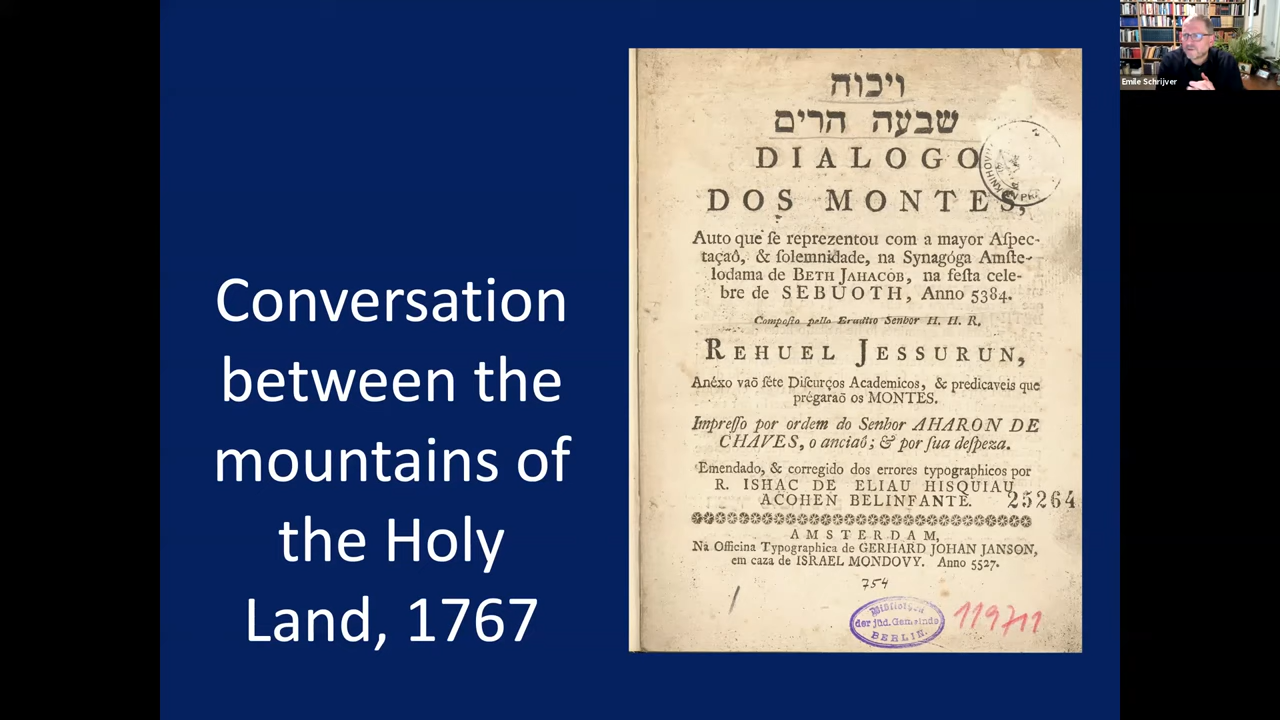 Conversation
between the
mountains of
the Holy
Land, 1767
ויכוח
שבעה הרים
DIALOGO
DOS MONTES,
Auto que ſe reprezentou com a mayor Aſpec-
taçaõ, & ſolemnidade, na Synagóga Amſte-
lodama de BETH JAHACOB, na feſta cele-
bre de SEBUOTH, Anno 5384.
Compoſto pello Erudito Senhor H. H. R.
REHUEL JESSURUN,
Anéxo vaõ ſéte Diſcurços Academicos, & predicaveis que
prégaraõ os MONTES.
Impreſſo por ordem do Senhor AHARON DE
CHAVES, o anciaõ; & por ſua deſpeza.
Emendado, & corregido dos errores typographicos por
R. ISHAC DE ELIAU HISQUIAU
ACOHEN BELINFANTE.
25264
AMSTERDAM,
Na Officina Typographica de GERHARD JOHAN JANSON,
em caza de ISRAEL MONDOVY. Anno 5527.
754
Bibliothek
der jüd. Gemeinde
BERLIN.
119711
Emile Schrijver